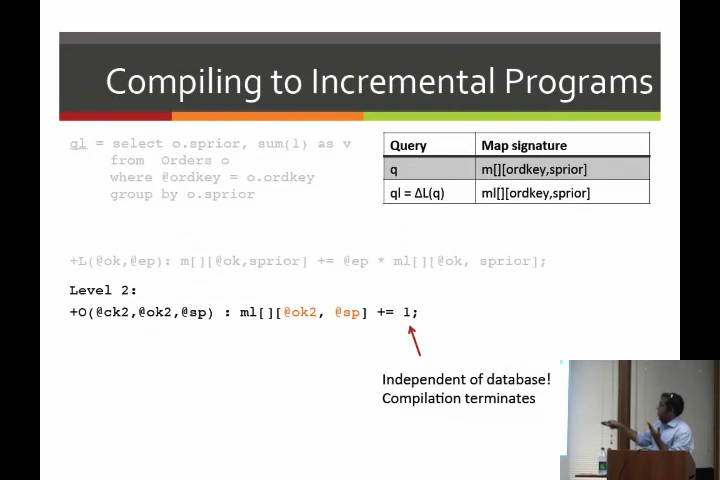 Compiling to Incremental Programs
ql = select o.sprior, sum(1) as v
from Orders o
where @ordkey = o.ordkey
group by o.sprior
Query Map signature
q m[][ordkey,sprior]
ql = ΔL(q) ml[][ordkey,sprior]
+L(@ok,@ep): m[][@ok,sprior] += @ep * ml[][@ok, sprior];
Level 2:
+O(@ck2,@ok2,@sp) : ml[][@ok2, @sp] += 1;
Independent of database!
Compilation terminates